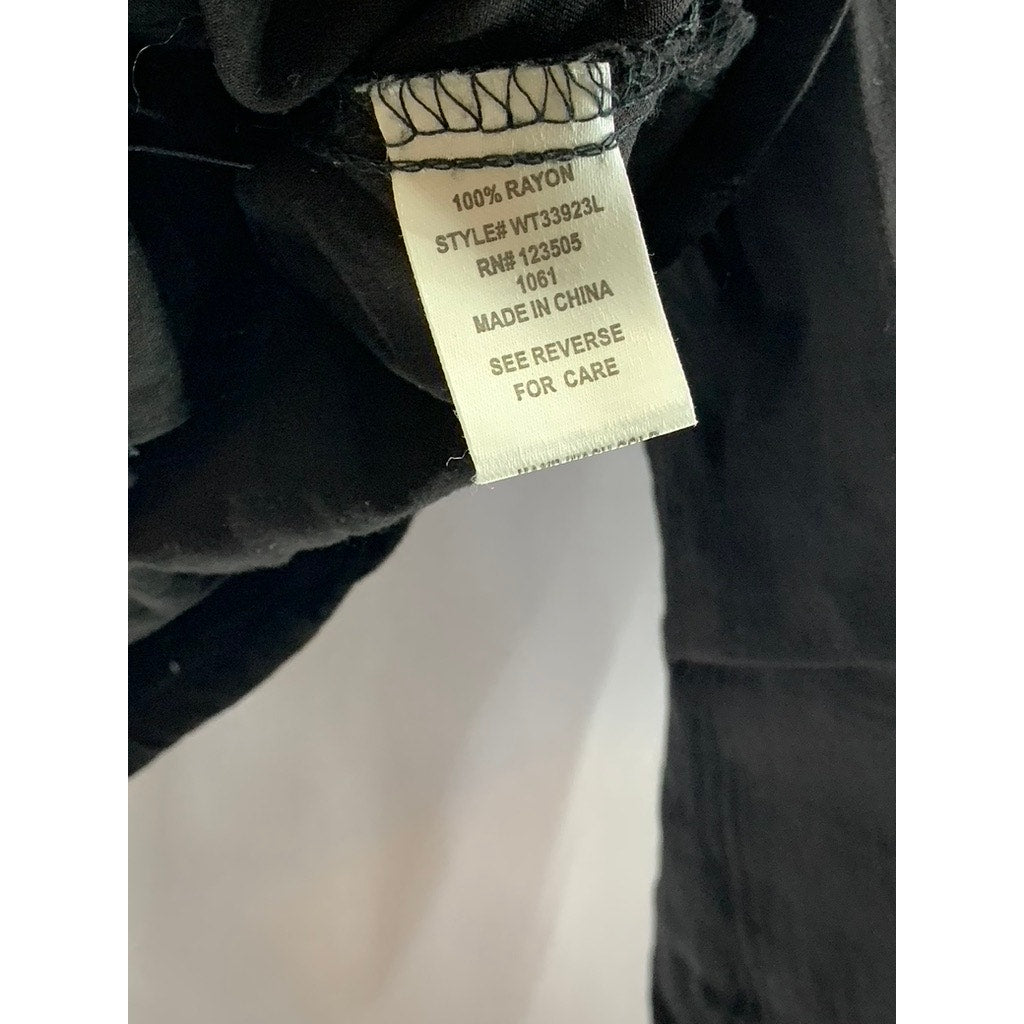 100% RAYON
STYLE# WT33923L
RN# 123505
1061
MADE IN CHINA
SEE REVERSE
FOR CARE